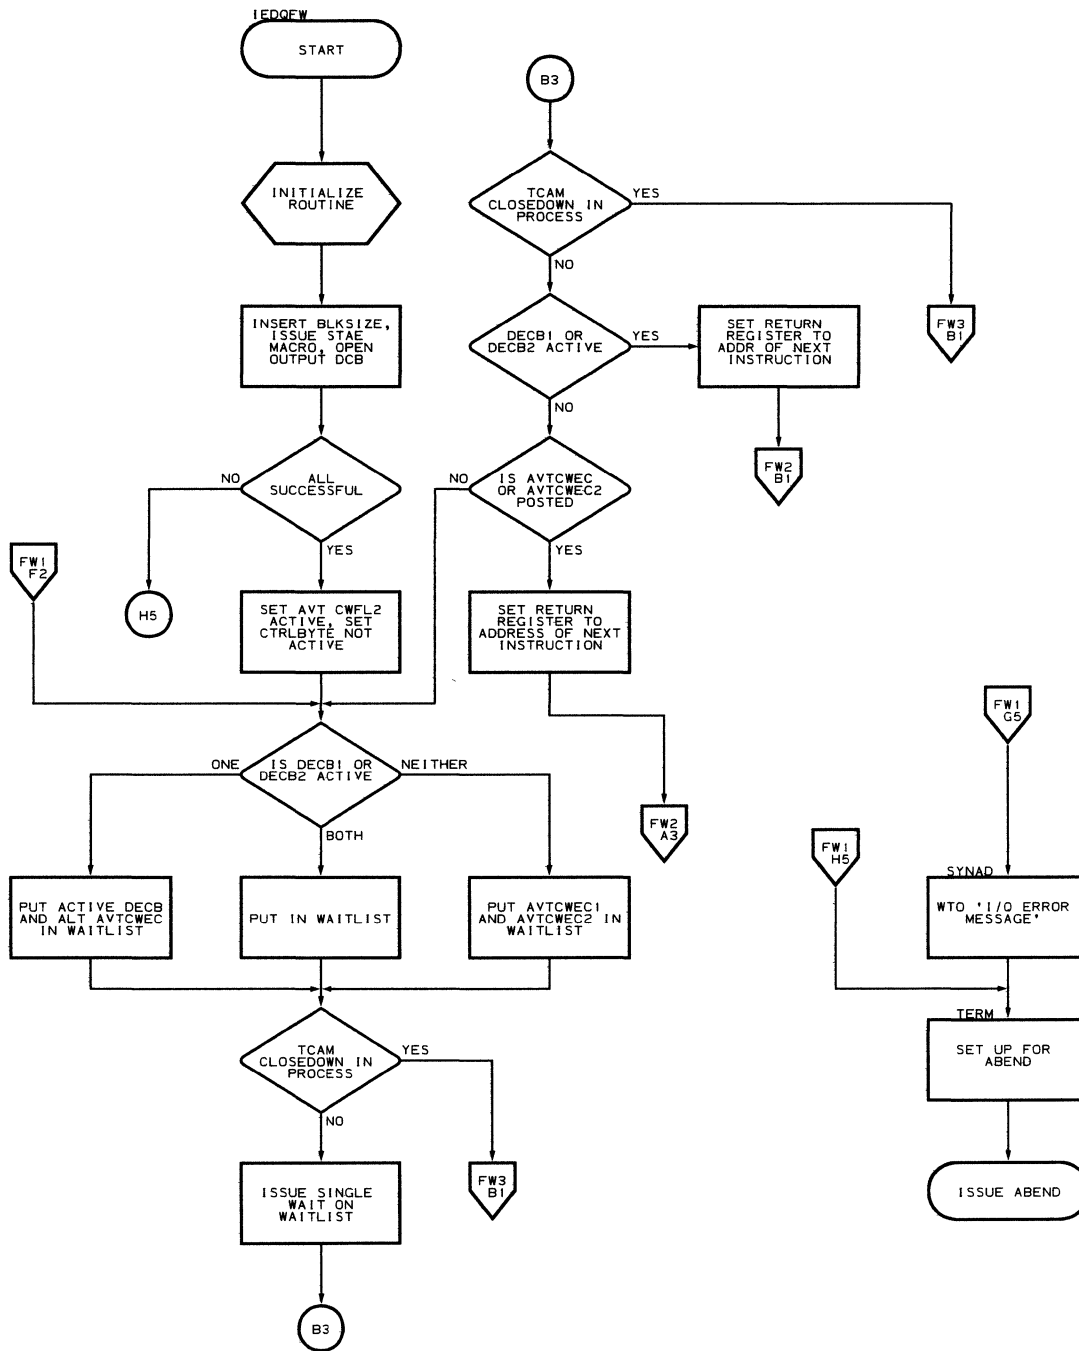 IEDQFW
START
INITIALIZE
ROUTINE
INSERT BLKSIZE,
ISSUE STAE
MACRO, OPEN
OUTPUT DCB
ALL
SUCCESSFUL
NO
YES
H5
FW1
F2
SET AVT CWFL2
ACTIVE, SET
CTRLBYTE NOT
ACTIVE
IS DECB1 OR
DECB2 ACTIVE
ONE
NEITHER
BOTH
PUT ACTIVE DECB
AND ALT AVTCWEC
IN WAITLIST
PUT IN WAITLIST
PUT AVTCWEC1
AND AVTCWEC2 IN
WAITLIST
TCAM
CLOSEDOWN IN
PROCESS
YES
NO
FW3
B1
ISSUE SINGLE
WAIT ON
WAITLIST
B3
B3
TCAM
CLOSEDOWN IN
PROCESS
YES
NO
FW3
B1
DECB1 OR
DECB2 ACTIVE
YES
NO
SET RETURN
REGISTER TO
ADDR OF NEXT
INSTRUCTION
FW2
B1
IS AVTCWEC
OR AVTCWEC2
POSTED
NO
YES
SET RETURN
REGISTER TO
ADDRESS OF NEXT
INSTRUCTION
FW2
A3
FW1
G5
FW1
H5
SYNAD
WTO 'I/O ERROR
MESSAGE'
TERM
SET UP FOR
ABEND
ISSUE ABEND